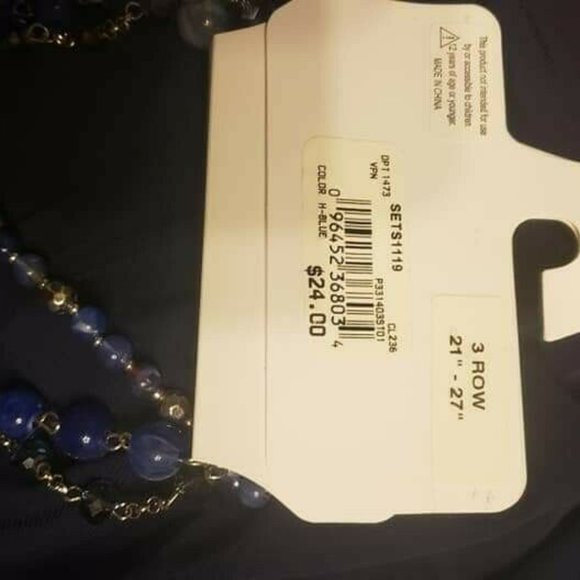 This product not intended for use
by or accessible to children
12 years of age or younger.
MADE IN CHINA
SETS1119
DPT 1473 CL 236
VPN P331403ST01
0 96452 36803 4
COLOR H-BLUE
$24.00
3 ROW
21" - 27"